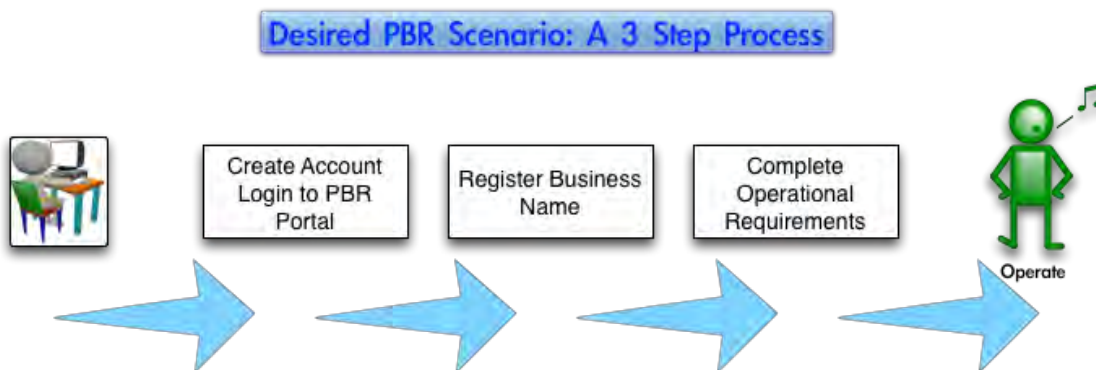 Desired PBR Scenario: A 3 Step Process
Create Account
Login to PBR
Portal
Register Business
Name
Complete
Operational
Requirements
Operate